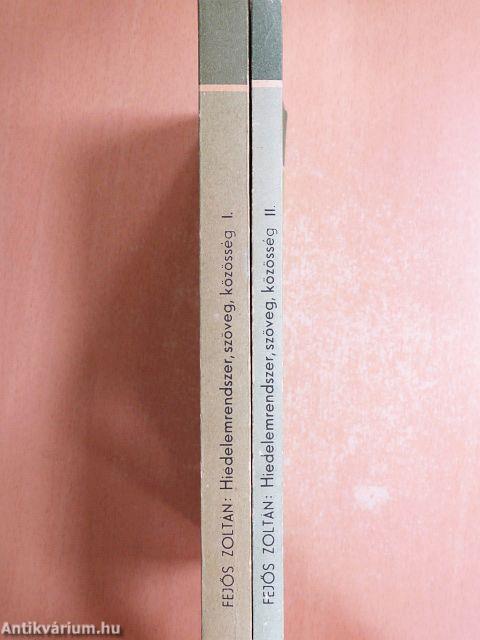 FEJŐS ZOLTÁN: Hiedelemrendszer, szöveg, közösség I.
FEJŐS ZOLTÁN: Hiedelemrendszer, szöveg, közösség II.
Antikvárium.hu